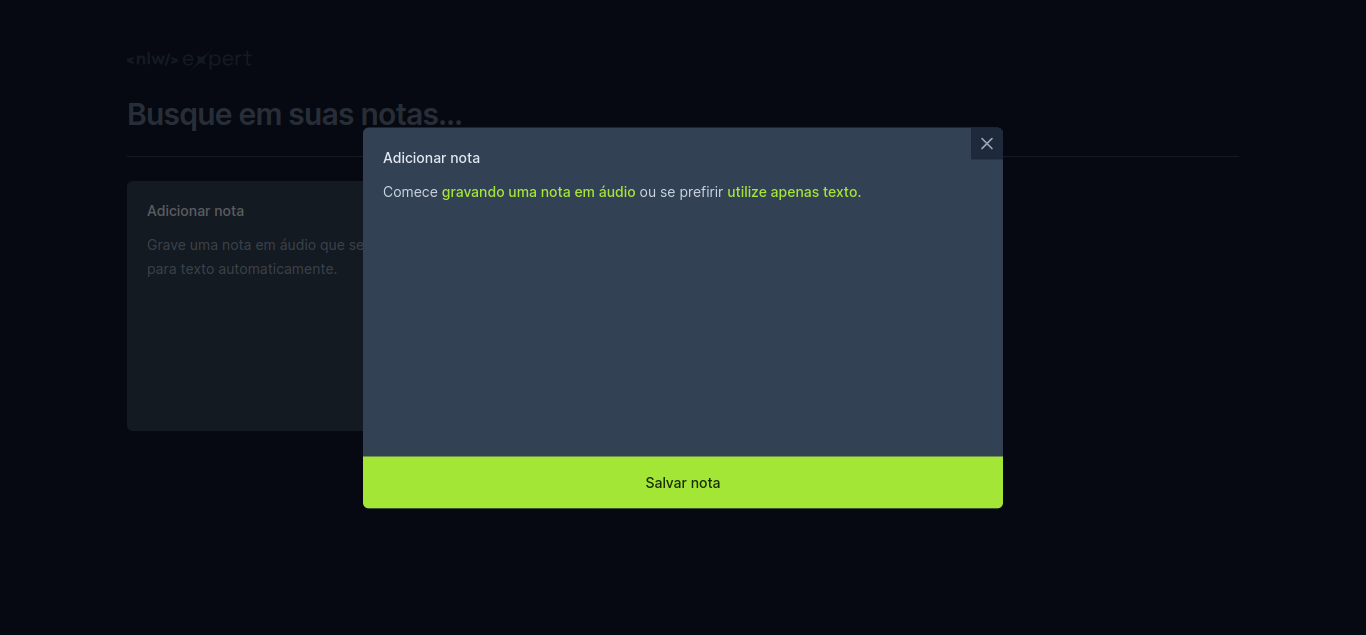 <nlw/> expert
Busque em suas notas...
Adicionar nota
Grave uma nota em áudio que se
para texto automaticamente.
Adicionar nota
Comece gravando uma nota em áudio ou se prefirir utilize apenas texto.
Salvar nota